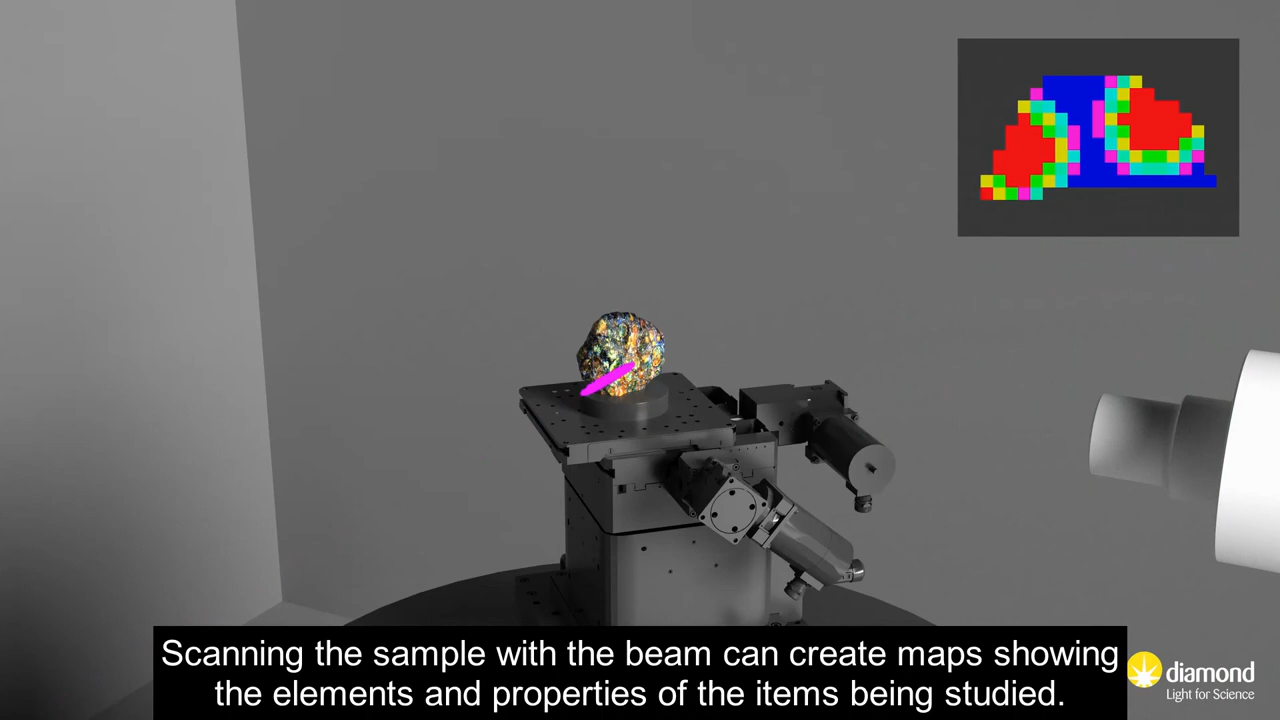 Scanning the sample with the beam can create maps showing
the elements and properties of the items being studied.
diamond
Light for Science